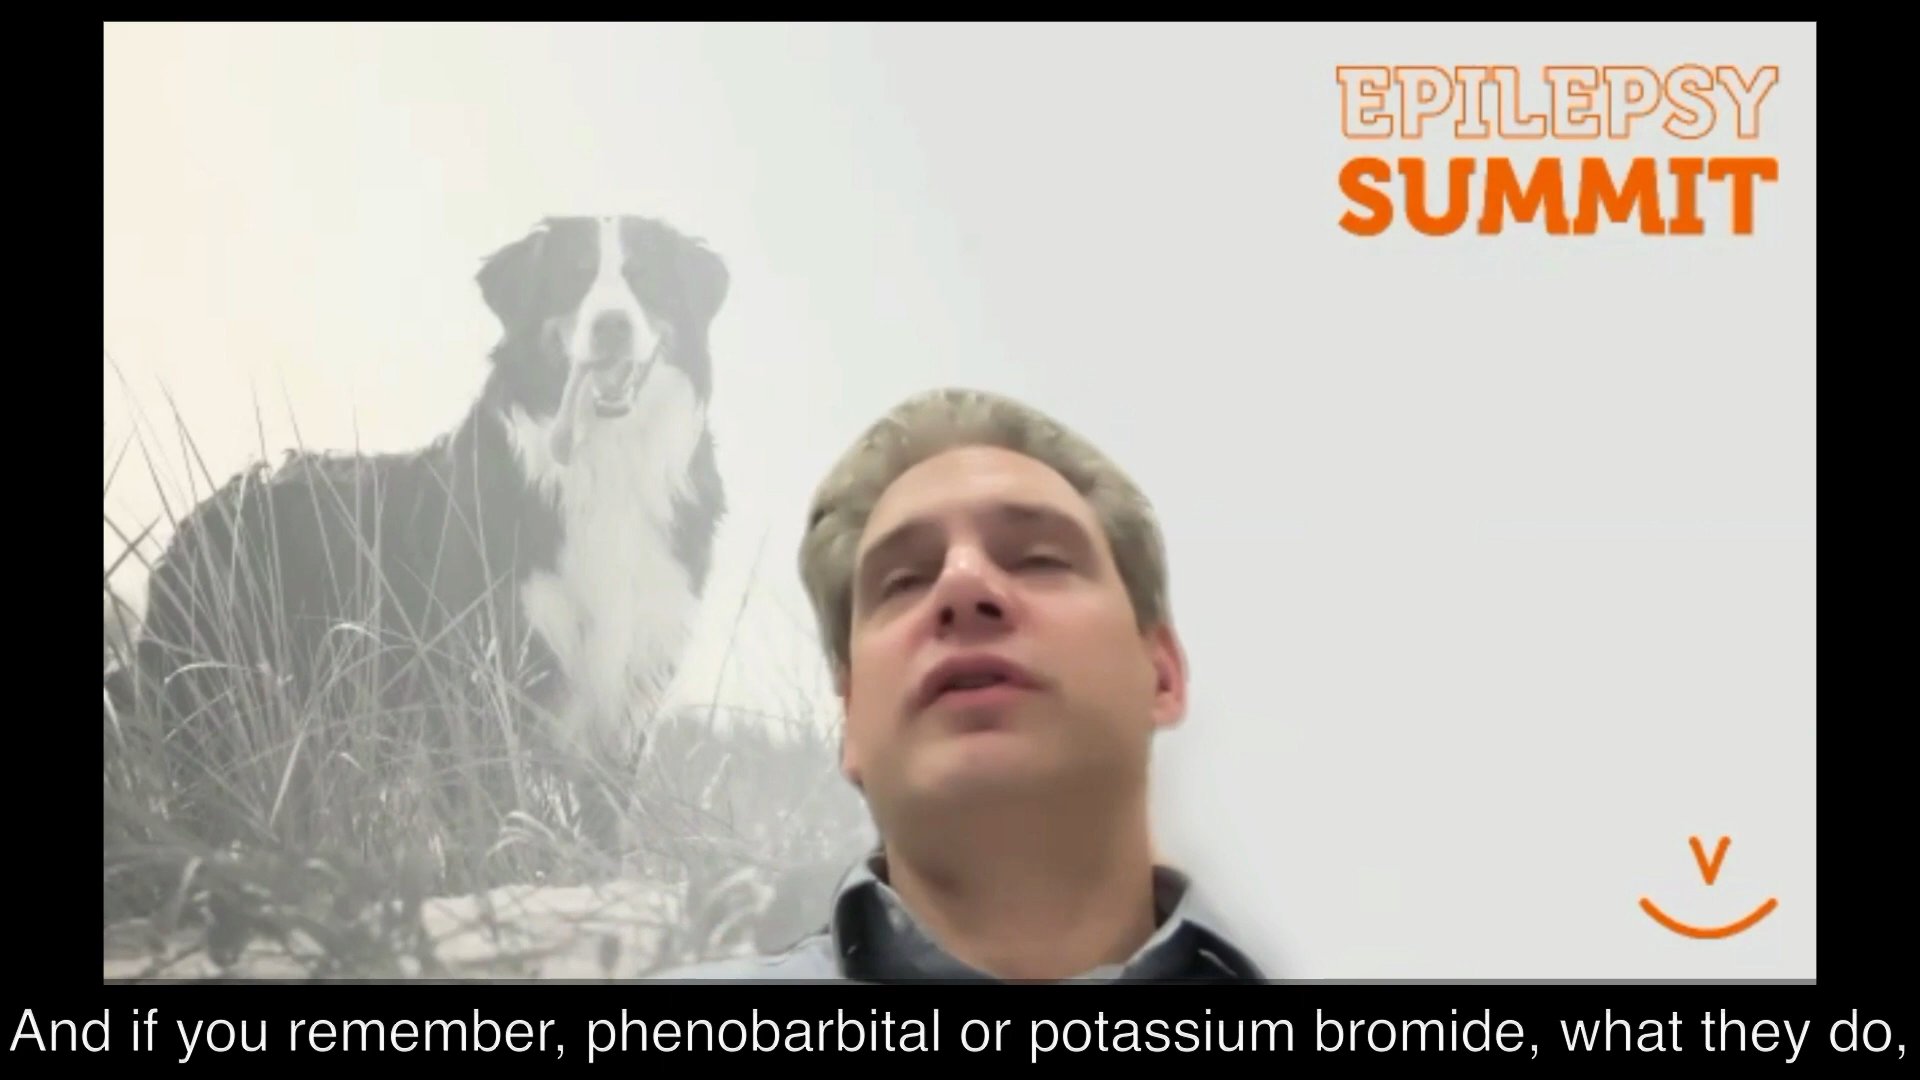 EPILEPSY
SUMMIT
V
And if you remember, phenobarbital or potassium bromide, what they do,